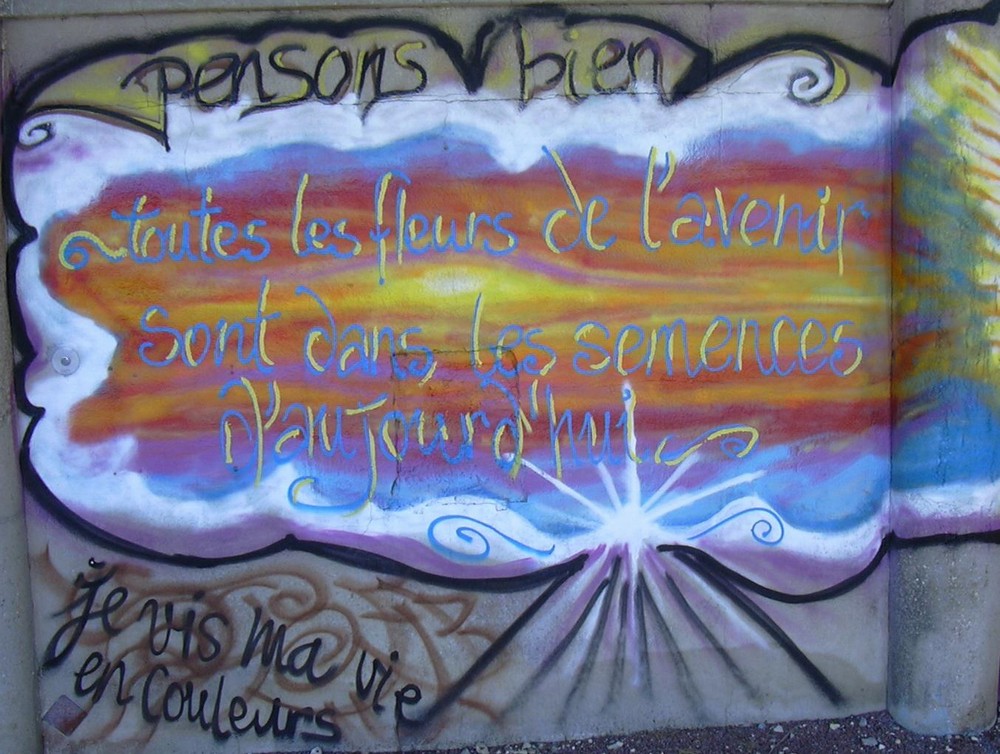 pensons bien
toutes les fleurs de l'avenir
sont dans les semences
d'aujourd'hui
Je vis ma vie
en couleurs